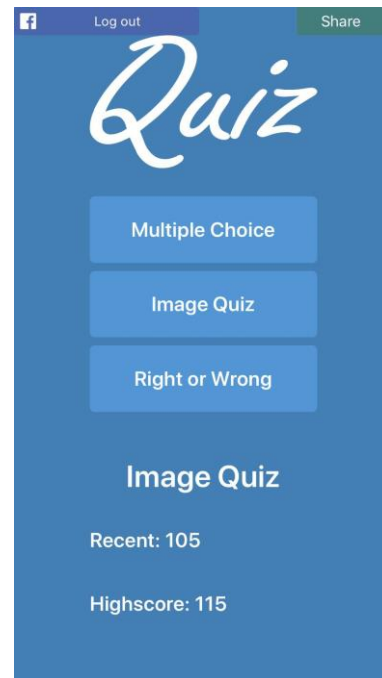 Log out
Share
Quiz
Multiple Choice
Image Quiz
Right or Wrong
Image Quiz
Recent: 105
Highscore: 115